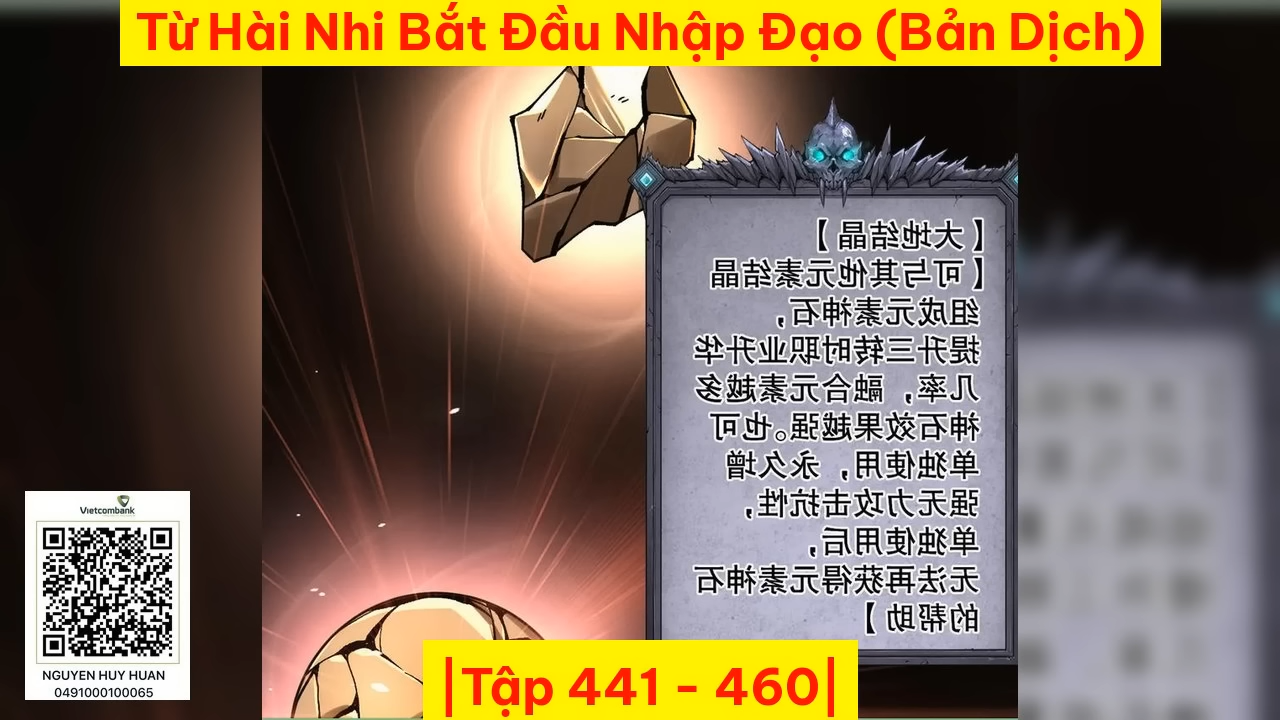 Từ Hài Nhi Bắt Đầu Nhập Đạo (Bản Dịch)
【大地结晶】
【可与其他元素结晶
组成元素神石，
提升三转时职业升华
几率，融合元素越多
神石效果越强。也可
单独使用，永久增
强无力攻击抗性，
单独使用后，
无法再获得元素神石
的帮助】
Vietcombank
NGUYEN HUY HUAN
0491000100065
|Tập 441 - 460|